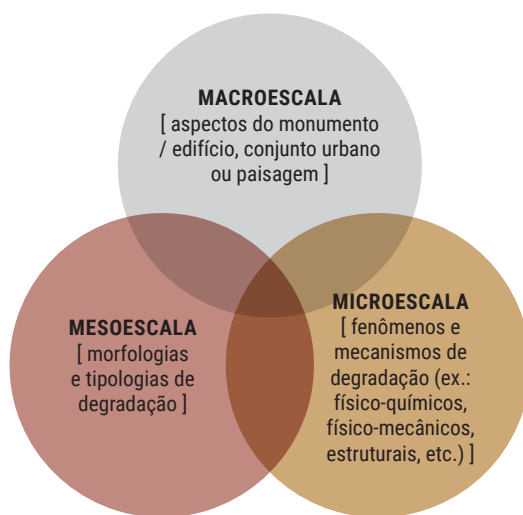 MACROESCALA
[ aspectos do monumento
/ edifício, conjunto urbano
ou paisagem ]
MESOESCALA
[ morfologias
e tipologias de
degradação ]
MICROESCALA
[ fenômenos e
mecanismos de
degradação (ex.:
físico-químicos,
físico-mecânicos,
estruturais, etc.) ]